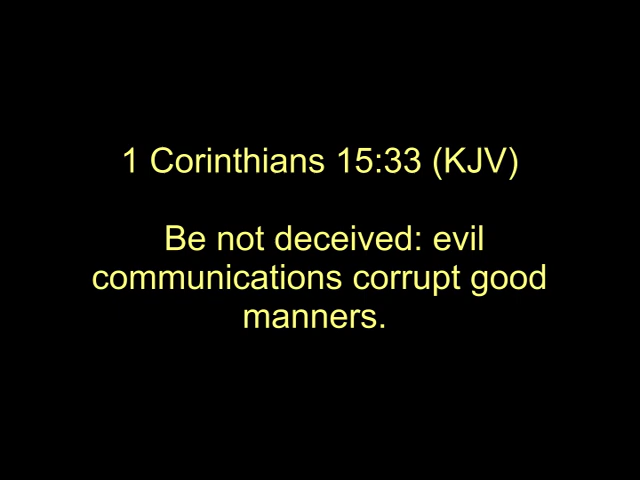 1 Corinthians 15:33 (KJV)
Be not deceived: evil
communications corrupt good
manners.